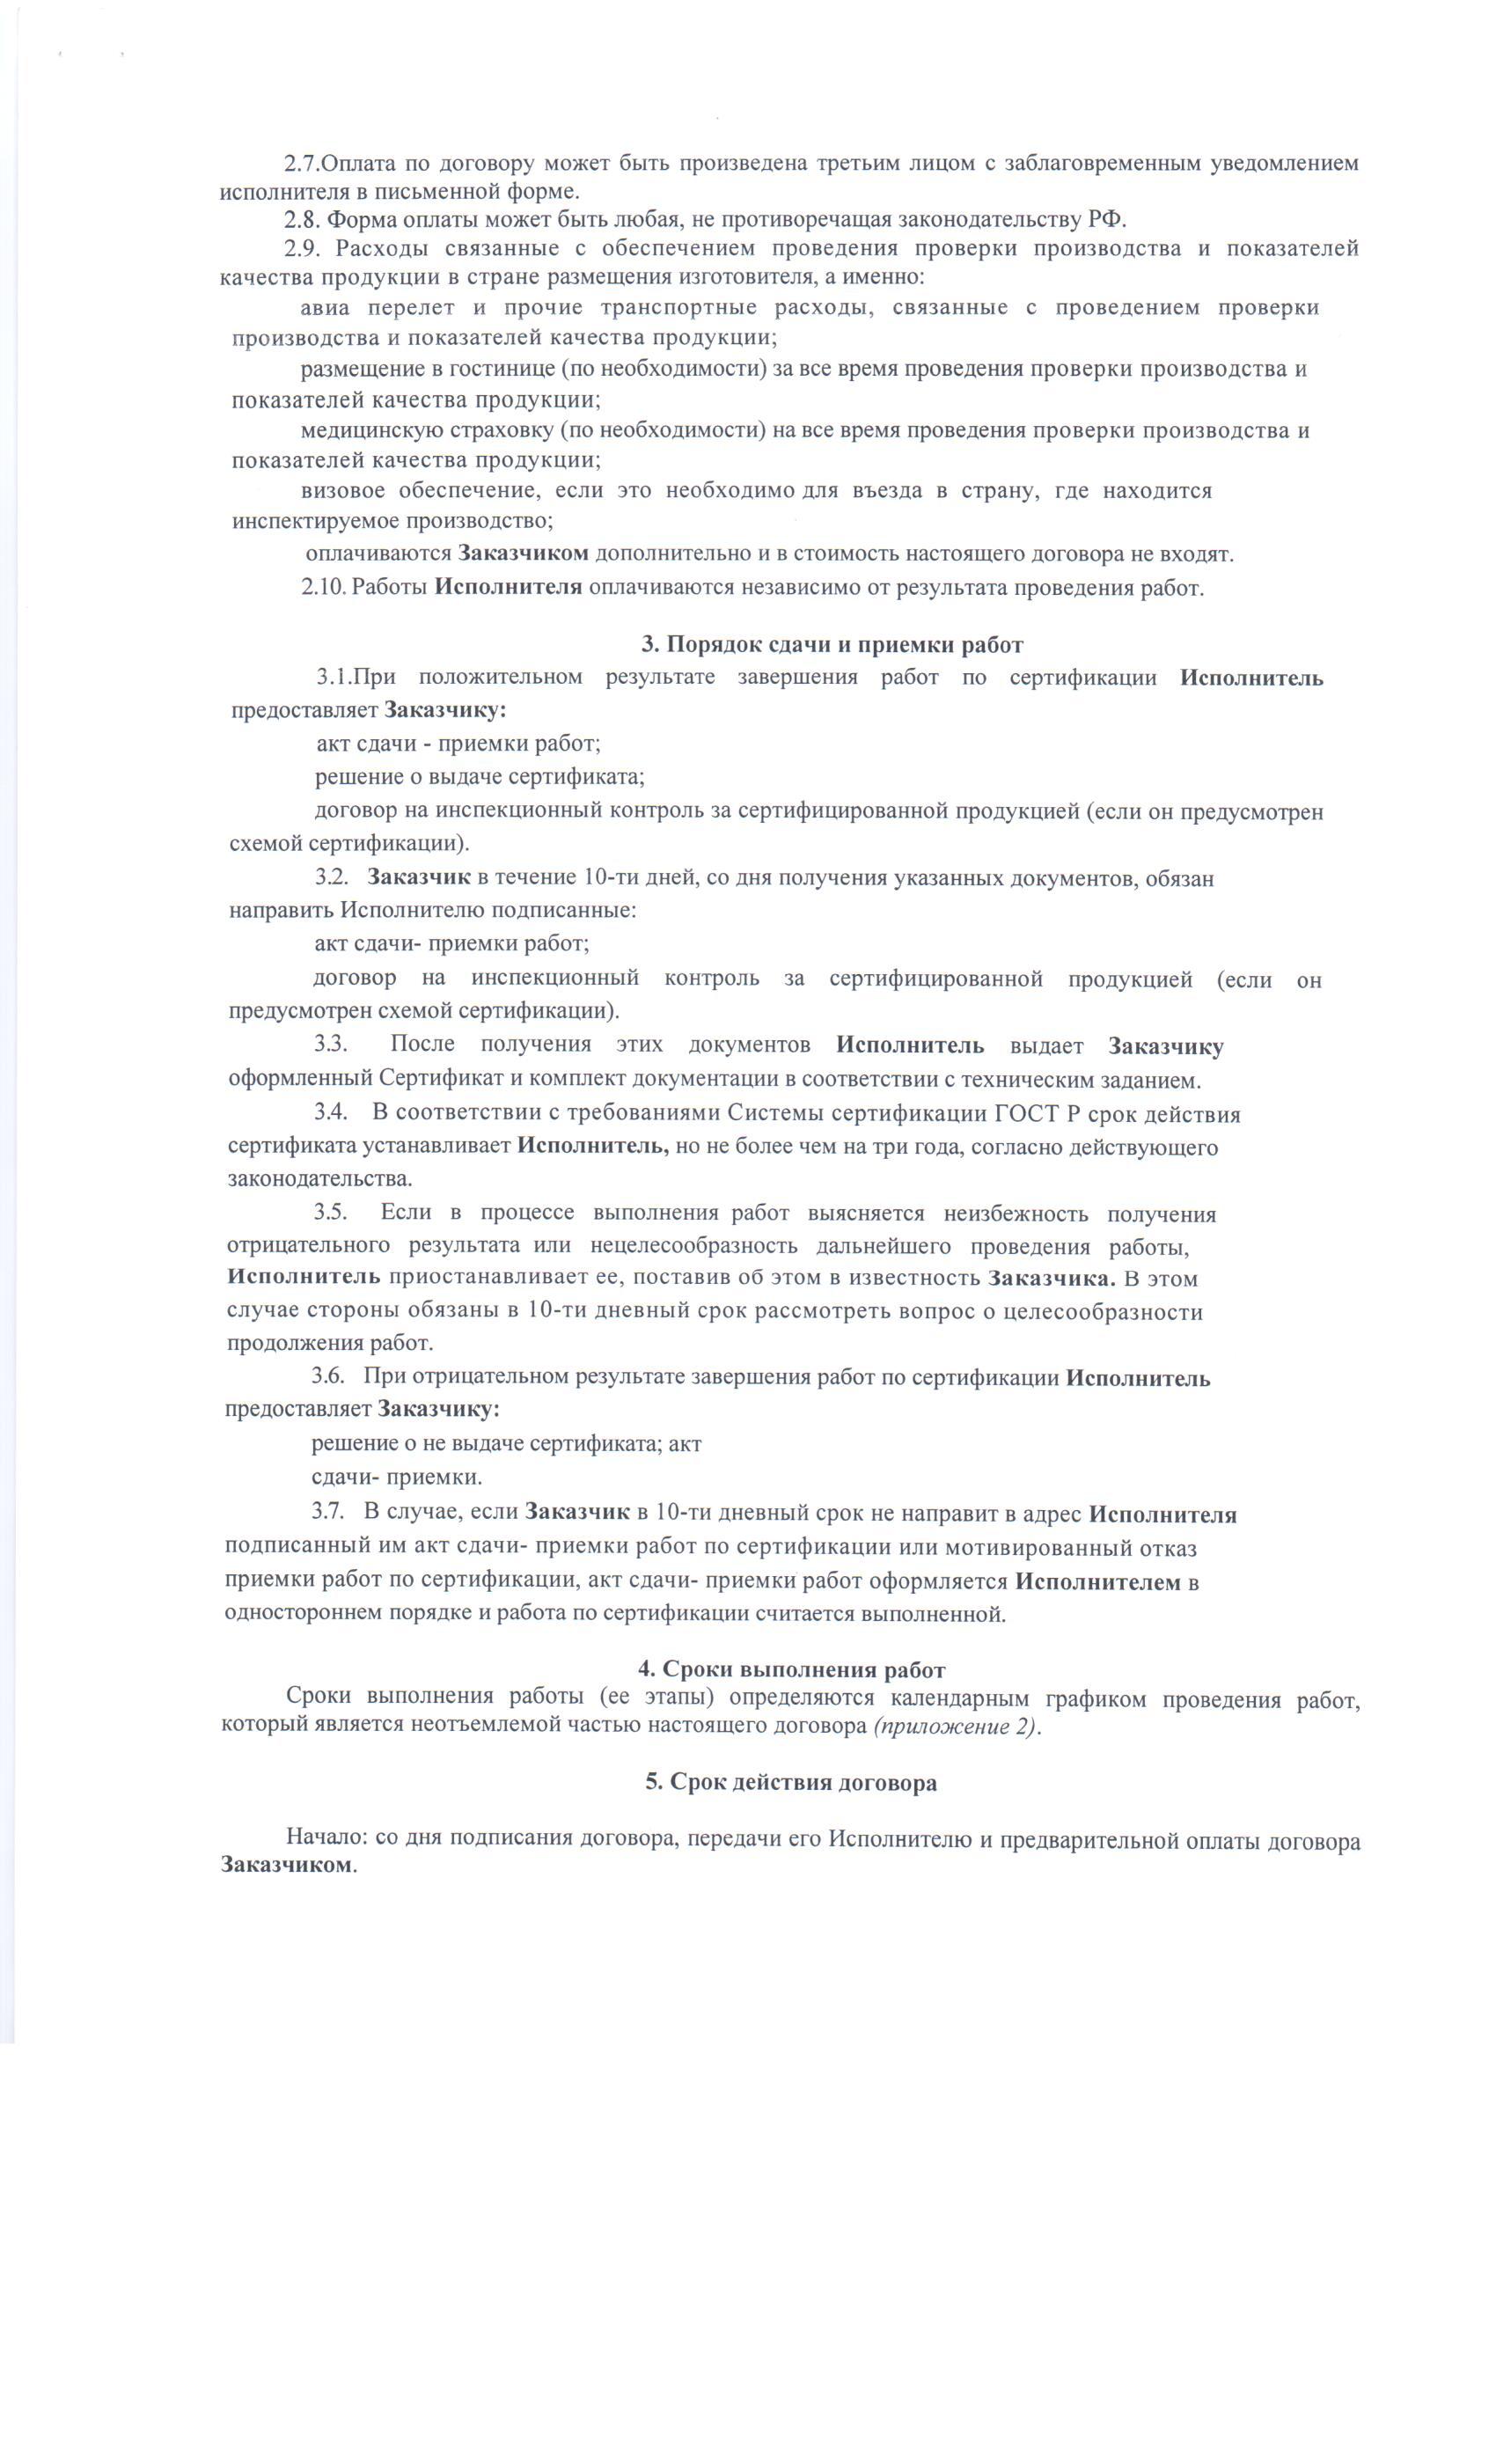 2.7.Оплата по договору может быть произведена третьим лицом с заблаговременным уведомлением
исполнителя в письменной форме.
2.8. Форма оплаты может быть любая, не противоречащая законодательству РФ.
2.9. Расходы связанные с обеспечением проведения проверки производства и показателей
качества продукции в стране размещения изготовителя, а именно:
авиа перелет и прочие транспортные расходы, связанные с проведением проверки
производства и показателей качества продукции;
размещение в гостинице (по необходимости) за все время проведения проверки производства и
показателей качества продукции;
медицинскую страховку (по необходимости) на все время проведения проверки производства и
показателей качества продукции;
визовое обеспечение, если это необходимо для въезда в страну, где находится
инспектируемое производство;
оплачиваются Заказчиком дополнительно и в стоимость настоящего договора не входят.
2.10. Работы Исполнителя оплачиваются независимо от результата проведения работ.
3. Порядок сдачи и приемки работ
3.1.При положительном результате завершения работ по сертификации Исполнитель
предоставляет Заказчику:
акт сдачи - приемки работ;
решение о выдаче сертификата;
договор на инспекционный контроль за сертифицированной продукцией (если он предусмотрен
схемой сертификации).
3.2. Заказчик в течение 10-ти дней, со дня получения указанных документов, обязан
направить Исполнителю подписанные:
акт сдачи- приемки работ;
договор на инспекционный контроль за сертифицированной продукцией (если он
предусмотрен схемой сертификации).
3.3. После получения этих документов Исполнитель выдает Заказчику
оформленный Сертификат и комплект документации в соответствии с техническим заданием.
3.4. В соответствии с требованиями Системы сертификации ГОСТ Р срок действия
сертификата устанавливает Исполнитель, но не более чем на три года, согласно действующего
законодательства.
3.5. Если в процессе выполнения работ выясняется неизбежность получения
отрицательного результата или нецелесообразность дальнейшего проведения работы,
Исполнитель приостанавливает ее, поставив об этом в известность Заказчика. В этом
случае стороны обязаны в 10-ти дневный срок рассмотреть вопрос о целесообразности
продолжения работ.
3.6. При отрицательном результате завершения работ по сертификации Исполнитель
предоставляет Заказчику:
решение о не выдаче сертификата; акт
сдачи- приемки.
3.7. В случае, если Заказчик в 10-ти дневный срок не направит в адрес Исполнителя
подписанный им акт сдачи- приемки работ по сертификации или мотивированный отказ
приемки работ по сертификации, акт сдачи- приемки работ оформляется Исполнителем в
одностороннем порядке и работа по сертификации считается выполненной.
4. Сроки выполнения работ
Сроки выполнения работы (ее этапы) определяются календарным графиком проведения работ,
который является неотъемлемой частью настоящего договора (приложение 2).
5. Срок действия договора
Начало: со дня подписания договора, передачи его Исполнителю и предварительной оплаты договора
Заказчиком.